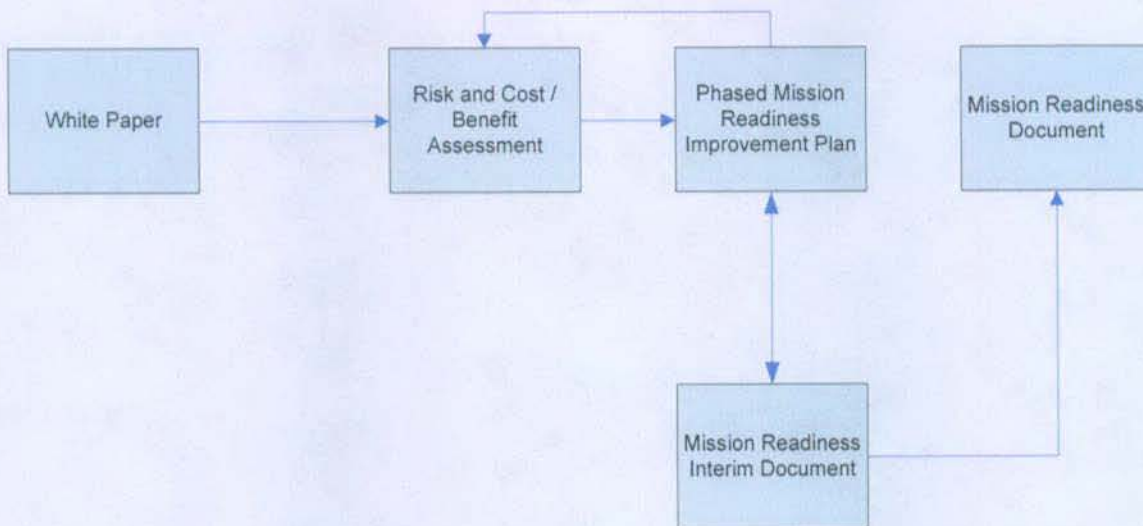 White Paper
Risk and Cost /
Benefit
Assessment
Phased Mission
Readiness
Improvement Plan
Mission Readiness
Document
Mission Readiness
Interim Document